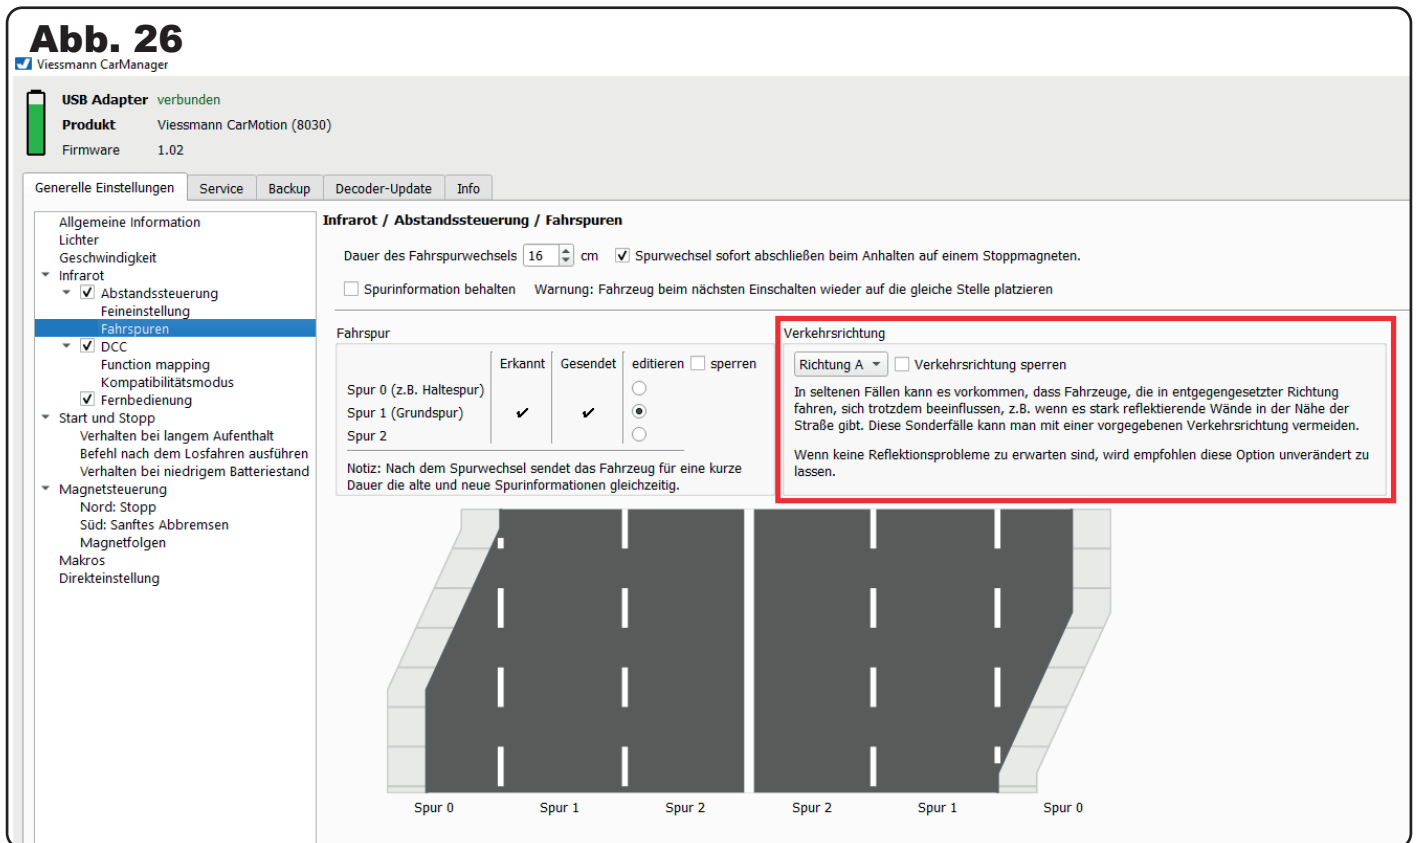 Abb. 26
Viessmann CarManager
USB Adapter verbunden
Produkt Viessmann CarMotion (8030)
Firmware 1.02
Generelle Einstellungen Service Backup Decoder-Update Info
Allgemeine Information
Lichter
Geschwindigkeit
Infrarot
Abstandssteuerung
Feineinstellung
Fahrspuren
DCC
Function mapping
Kompatibilitätsmodus
Fernbedienung
Start und Stopp
Verhalten bei langem Aufenthalt
Befehl nach dem Losfahren ausführen
Verhalten bei niedrigem Batteriestand
Magnetsteuerung
Nord: Stopp
Süd: Sanftes Abbremsen
Magnetfolgen
Makros
Direkteinstellung
Infrarot / Abstandssteuerung / Fahrspuren
Dauer des Fahrspurwechsels 16 cm Spurwechsel sofort abschließen beim Anhalten auf einem Stoppmagneten.
Spurinformation behalten Warnung: Fahrzeug beim nächsten Einschalten wieder auf die gleiche Stelle platzieren
Fahrspur
Erkannt Gesendet editieren sperren
Spur 0 (z.B. Haltespur)
Spur 1 (Grundspur)
Spur 2
Notiz: Nach dem Spurwechsel sendet das Fahrzeug für eine kurze
Dauer die alte und neue Spurinformationen gleichzeitig.
Verkehrsrichtung
Richtung A Verkehrsrichtung sperren
In seltenen Fällen kann es vorkommen, dass Fahrzeuge, die in entgegengesetzter Richtung
fahren, sich trotzdem beeinflussen, z.B. wenn es stark reflektierende Wände in der Nähe der
Straße gibt. Diese Sonderfälle kann man mit einer vorgegebenen Verkehrsrichtung vermeiden.
Wenn keine Reflektionsprobleme zu erwarten sind, wird empfohlen diese Option unverändert zu
lassen.
Spur 0 Spur 1 Spur 2 Spur 2 Spur 1 Spur 0